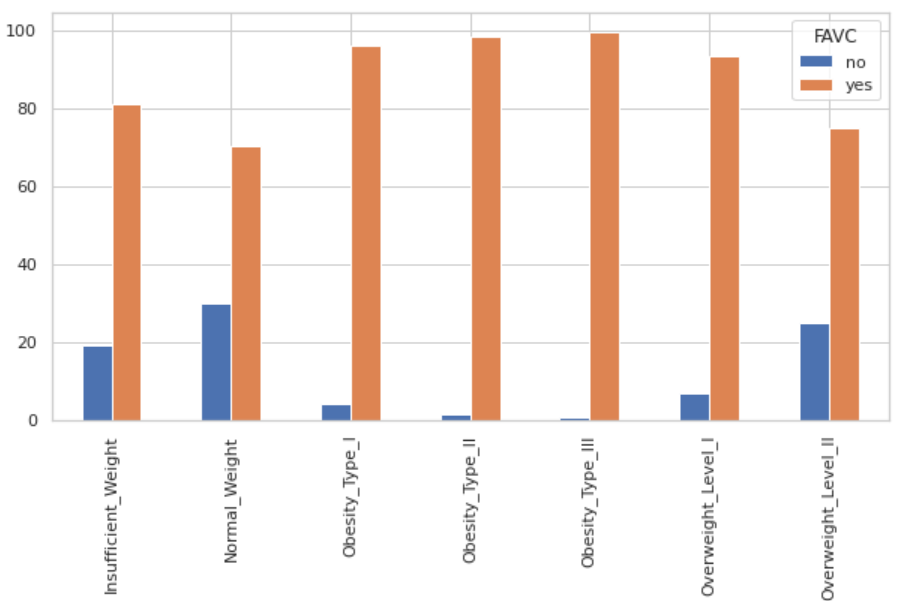 100
80
60
40
20
0
FAVC
no
yes
Insufficient_Weight
Normal_Weight
Obesity_Type_I
Obesity_Type_II
Obesity_Type_III
Overweight_Level_I
Overweight_Level_II